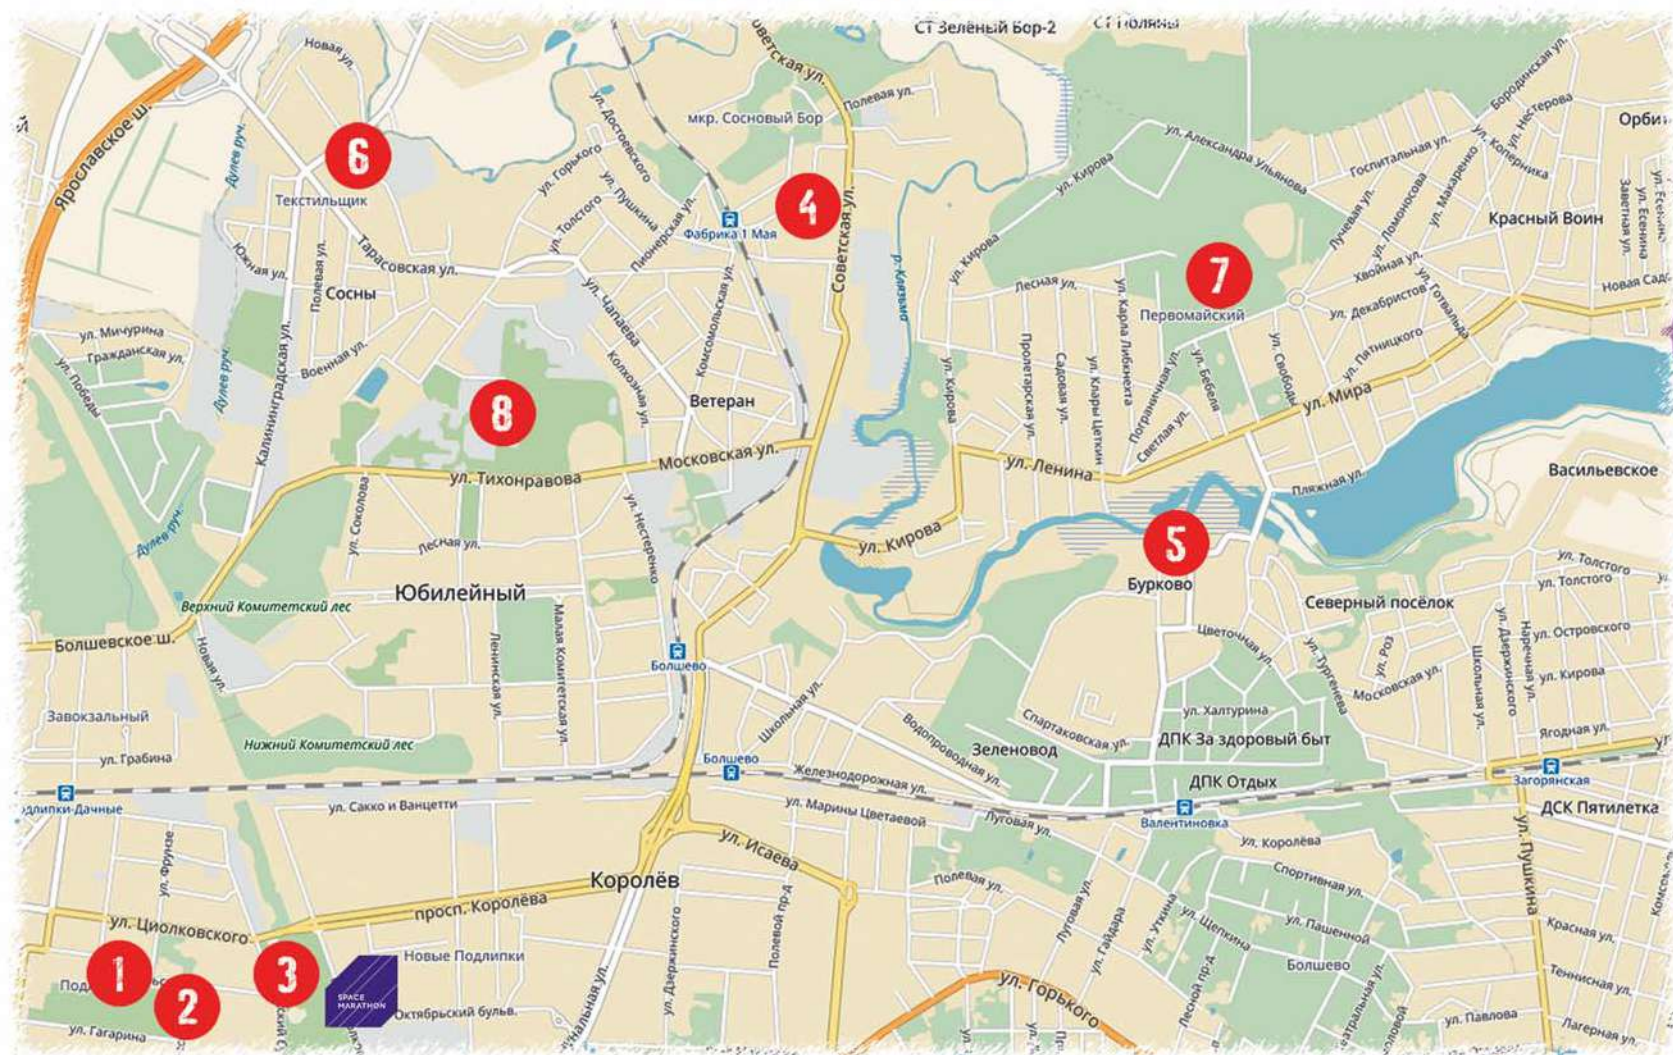 СТ Зелёный Бор-2
СТ Поляны
Новая ул.
Советская ул.
Бородинская ул.
Ярославское ш.
6
Дулев руч.
Текстильщик
ул. Достоевского
ул. Горького
ул. Пушкина
ул. Толстого
Пионерская ул.
мкр. Сосновый Бор
Полевая ул.
4
Фабрика 1 Мая
Советская ул.
р. Клязьма
ул. Кирова
ул. Кирова
ул. Александра Ульянова
Госпитальная ул.
ул. Нестерова
ул. Коперника
ул. Макаренко
ул. Ломоносова
Лучевая ул.
Красный Воин
Заветная ул.
ул. Есенина
ул. Есенина
Южная ул.
Полевая ул.
Тарасовская ул.
Сосны
ул. Чапаева
Комсомольская ул.
7
Первомайский
Лесная ул.
ул. Карла Либкнехта
Хвойная ул.
ул. Готвальда
ул. Декабристов
ул. Пятницкого
ул. Мичурина
Гражданская ул.
ул. Победы
Дулев руч.
Калининградская ул.
Военная ул.
8
Колхозная ул.
Ветеран
Московская ул.
ул. Тихонравова
ул. Кирова
Пролетарская ул.
Садовая ул.
ул. Клары Цеткин
Пограничная ул.
Светлая ул.
ул. Бебеля
ул. Свободы
ул. Мира
ул. Ленина
Пляжная ул.
Васильевское
Дулев руч.
ул. Соколова
Лесная ул.
ул. Нестеренко
ул. Кирова
5
Бурково
ул. Толстого
ул. Толстого
Юбилейный
Верхний Комитетский лес
Болшевское ш.
Новая ул.
Ленинская ул.
Малая Комитетская ул.
Болшево
Северный посёлок
Цветочная ул.
ул. Тургенева
ул. Роз
Московская ул.
Школьная ул.
ул. Дзержинского
Наречная ул.
ул. Островского
ул. Кирова
Завокзальный
ул. Грабина
Нижний Комитетский лес
Школьная ул.
Водопроводная ул.
Спартаковская ул.
Зеленовод
ул. Халтурина
ДПК За здоровый быт
ДПК Отдых
Ягодная ул.
Болшево
Железнодорожная ул.
Валентиновка
Загорянская
ДСК Пятилетка
ул. Сакко и Ванцетти
ул. Марины Цветаевой
Луговая ул.
ул. Королёва
ул. Пушкина
ул. Фрунзе
ул. Исаева
Королёв
просп. Королёва
ул. Циолковского
Полевая ул.
Спортивная ул.
ул. Пашенной
ул. Щепкина
ул. Уткина
ул. Гайдара
Луговая ул.
Красная ул.
1
2
3
SPACE
MARATHON
Новые Подлипки
Октябрьский бульв.
ул. Гагарина
ул. Дзержинского
Полевой пр-д
ул. Горького
Лесной пр-д
Болшево
Теннисная ул.
ул. Павлова
Лагерная ул.